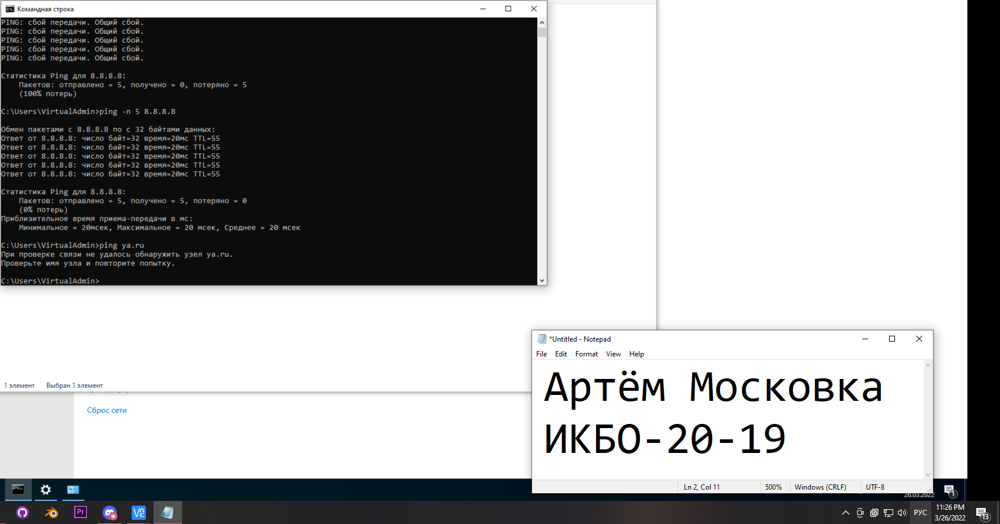 Командная строка
PING: сбой передачи. Общий сбой.
PING: сбой передачи. Общий сбой.
PING: сбой передачи. Общий сбой.
PING: сбой передачи. Общий сбой.
PING: сбой передачи. Общий сбой.
Статистика Ping для 8.8.8.8:
Пакетов: отправлено = 5, получено = 0, потеряно = 5
(100% потерь)
C:\Users\VirtualAdmin>ping -n 5 8.8.8.8
Обмен пакетами с 8.8.8.8 по с 32 байтами данных:
Ответ от 8.8.8.8: число байт=32 время=20мс TTL=55
Ответ от 8.8.8.8: число байт=32 время=20мс TTL=55
Ответ от 8.8.8.8: число байт=32 время=20мс TTL=55
Ответ от 8.8.8.8: число байт=32 время=20мс TTL=55
Ответ от 8.8.8.8: число байт=32 время=20мс TTL=55
Статистика Ping для 8.8.8.8:
Пакетов: отправлено = 5, получено = 5, потеряно = 0
(0% потерь)
Приблизительное время приема-передачи в мс:
Минимальное = 20мсек, Максимальное = 20 мсек, Среднее = 20 мсек
C:\Users\VirtualAdmin>ping ya.ru
При проверке связи не удалось обнаружить узел ya.ru.
Проверьте имя узла и повторите попытку.
C:\Users\VirtualAdmin>
1 элемент Выбран 1 элемент
Сброс сети
*Untitled - Notepad
File Edit Format View Help
Артём Московка
ИКБО-20-19
Ln 2, Col 11 500% Windows (CRLF) UTF-8
26.03.2022 1
Pr VC РУС 11:26 PM
3/26/2022 13